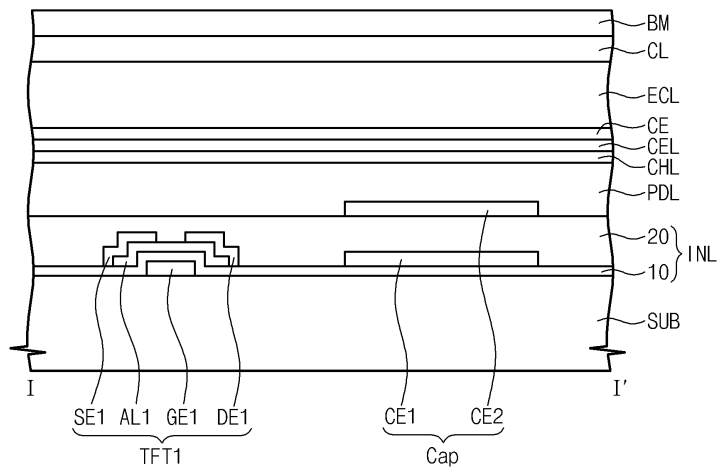 BM
CL
ECL
CE
CEL
CHL
PDL
20
INL
10
SUB
I I'
SE1 AL1 GE1 DE1 CE1 CE2
TFT1 Cap